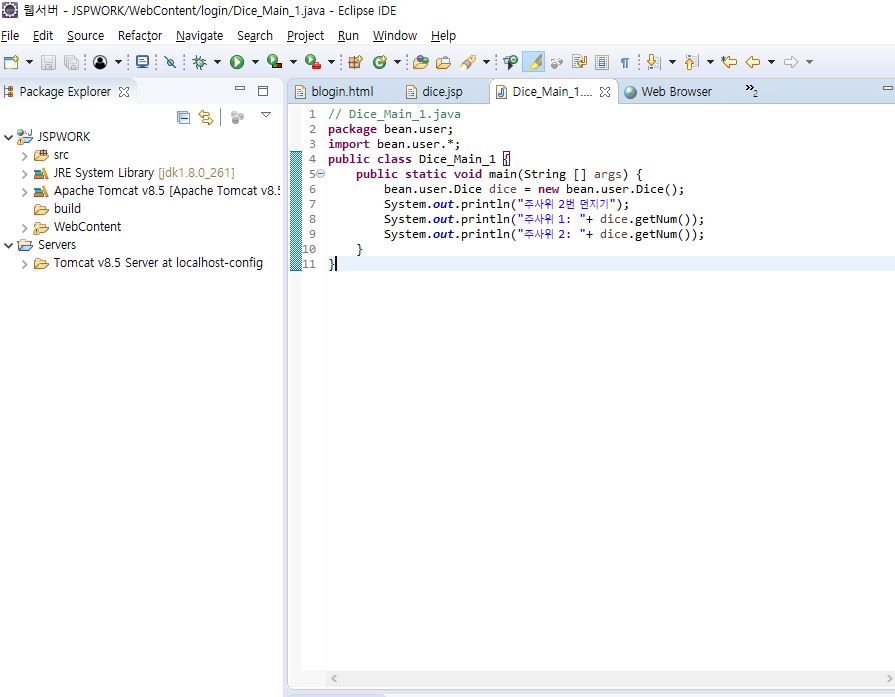 웹서버 - JSPWORK/WebContent/login/Dice_Main_1.java - Eclipse IDE
File Edit Source Refactor Navigate Search Project Run Window Help
Package Explorer
blogin.html dice.jsp Dice_Main_1.... Web Browser »2
JSPWORK
src
JRE System Library [jdk1.8.0_261]
Apache Tomcat v8.5 [Apache Tomcat v8.5
build
WebContent
Servers
Tomcat v8.5 Server at localhost-config
1 // Dice_Main_1.java
2 package bean.user;
3 import bean.user.*;
4 public class Dice_Main_1 {
5 public static void main(String [] args) {
6 bean.user.Dice dice = new bean.user.Dice();
7 System.out.println("주사위 2번 던지기");
8 System.out.println("주사위 1: "+ dice.getNum());
9 System.out.println("주사위 2: "+ dice.getNum());
10 }
11 }